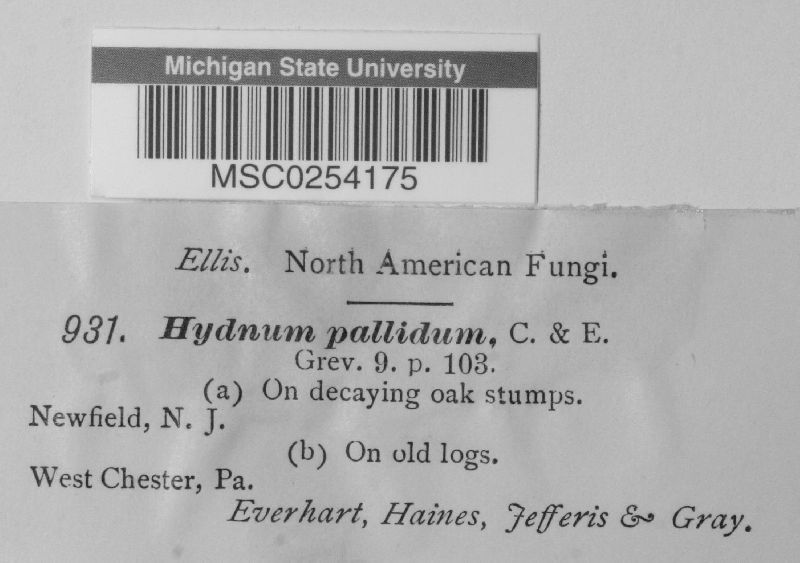 Michigan State University
MSC0254175
Ellis. North American Fungi.
931. Hydnum pallidum, C. & E.
Grev. 9. p. 103.
(a) On decaying oak stumps.
Newfield, N. J.
(b) On old logs.
West Chester, Pa.
Everhart, Haines, Jefferis & Gray.